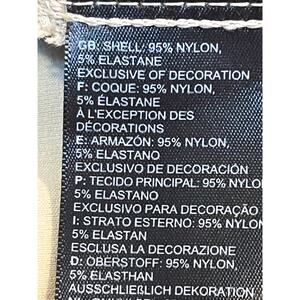 GB: SHELL: 95% NYLON,
5% ELASTANE
EXCLUSIVE OF DECORATION
F: COQUE: 95% NYLON,
5% ÉLASTANE
À L'EXCEPTION DES
DÉCORATIONS
E: ARMAZÓN: 95% NYLON,
5% ELASTANO
EXCLUSIVO DE DECORACIÓN
P: TECIDO PRINCIPAL: 95% NYLON
5% ELASTANO
EXCLUSIVO PARA DECORAÇÃO
I: STRATO ESTERNO: 95% NYLON,
5% ELASTAN
ESCLUSA LA DECORAZIONE
D: OBERSTOFF: 95% NYLON,
5% ELASTHAN
AUSSCHLIEßLICH DEKORATION